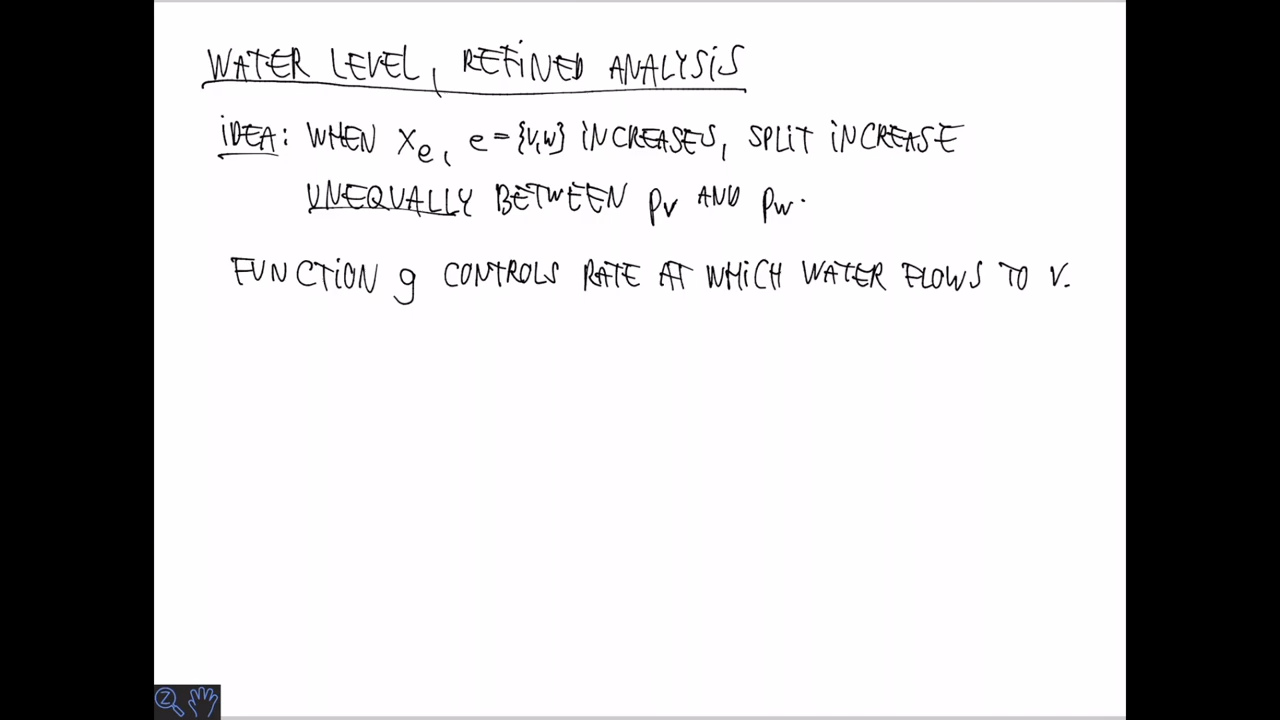 WATER LEVEL, REFINED ANALYSIS
IDEA: WHEN xe, e={v,w} INCREASES, SPLIT INCREASE
UNEQUALLY BETWEEN pv AND pw.
FUNCTION g CONTROLS RATE AT WHICH WATER FLOWS TO v.
Z